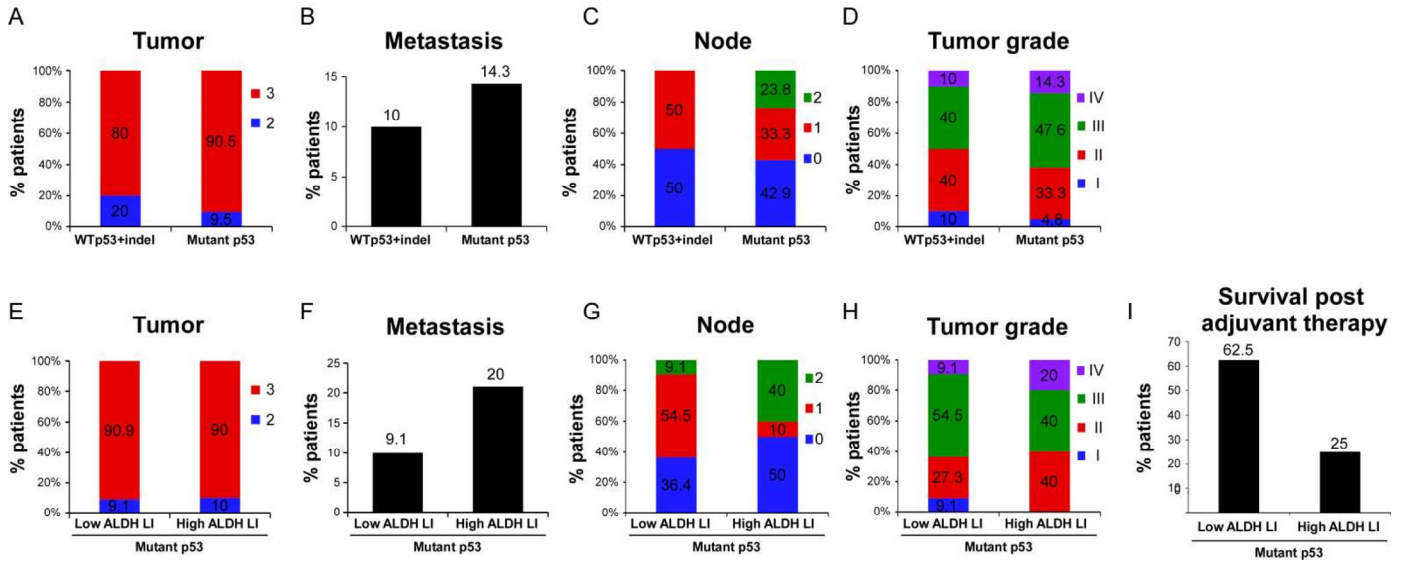 A
Tumor
100%
80%
60%
40%
20%
0%
% patients
80
20
90.5
9.5
3
2
WTp53+indel
Mutant p53
B
Metastasis
15
10
5
0
% patients
10
14.3
WTp53+indel
Mutant p53
C
Node
100%
80%
60%
40%
20%
0%
% patients
50
50
23.8
33.3
42.9
2
1
0
WTp53+indel
Mutant p53
D
Tumor grade
100%
80%
60%
40%
20%
0%
% patients
10
40
40
10
14.3
47.6
33.3
4.8
IV
III
II
I
WTp53+indel
Mutant p53
E
Tumor
100%
80%
60%
40%
20%
0%
% patients
90.9
9.1
90
10
3
2
Low ALDH LI
High ALDH LI
Mutant p53
F
Metastasis
25
20
15
10
5
0
% patients
9.1
20
Low ALDH LI
High ALDH LI
Mutant p53
G
Node
100%
80%
60%
40%
20%
0%
% patients
9.1
54.5
36.4
40
10
50
2
1
0
Low ALDH LI
High ALDH LI
Mutant p53
H
Tumor grade
100%
80%
60%
40%
20%
0%
% patients
9.1
54.5
27.3
9.1
20
40
40
IV
III
II
I
Low ALDH LI
High ALDH LI
Mutant p53
I
Survival post
adjuvant therapy
70
60
50
40
30
20
% patients
62.5
25
Low ALDH LI
High ALDH LI
Mutant p53